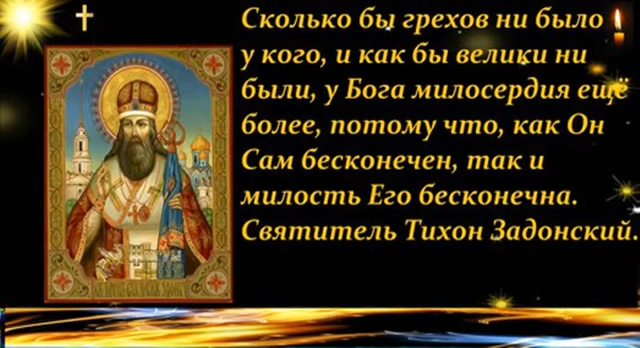 Сколько бы грехов ни было
у кого, и как бы велики ни
были, у Бога милосердия ещё
более, потому что, как Он
Сам бесконечен, так и
милость Его бесконечна.
Святитель Тихон Задонский.